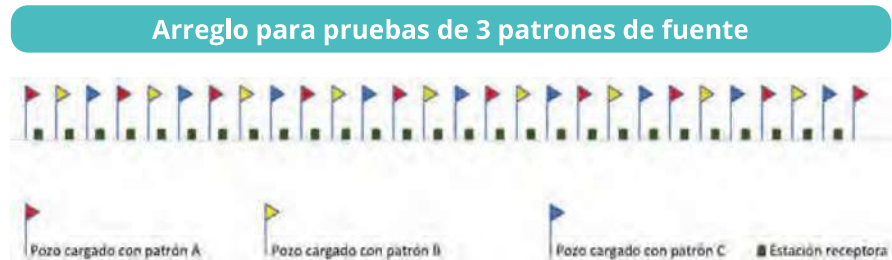 Arreglo para pruebas de 3 patrones de fuente
Pozo cargado con patrón A Pozo cargado con patrón B Pozo cargado con patrón C Estación receptora